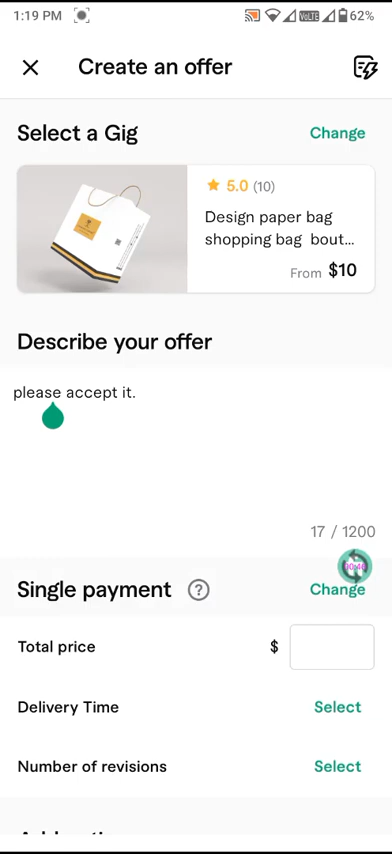 1:19 PM
VoLTE
62%
Create an offer
Select a Gig
Change
5.0 (10)
Design paper bag
shopping bag bout...
From $10
Describe your offer
please accept it.
17 / 1200
Single payment ?
Change
Total price
$
Delivery Time
Select
Number of revisions
Select